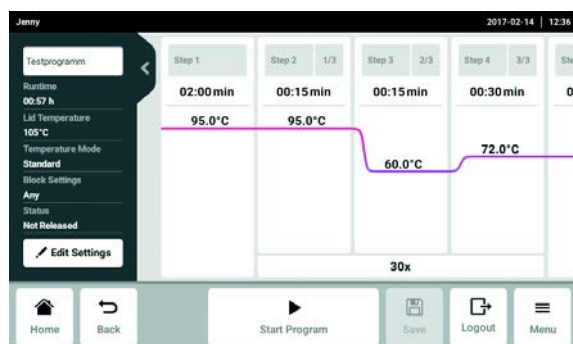 Jenny
2017-02-14 | 12:36
Testprogramm
Runtime
00:57 h
Lid Temperature
105°C
Temperature Mode
Standard
Block Settings
Any
Status
Not Released
Edit Settings
Step 1
Step 2 1/3
Step 3 2/3
Step 4 3/3
02:00 min
00:15 min
00:15 min
00:30 min
95.0°C
95.0°C
60.0°C
72.0°C
30x
Home
Back
Start Program
Save
Logout
Menu